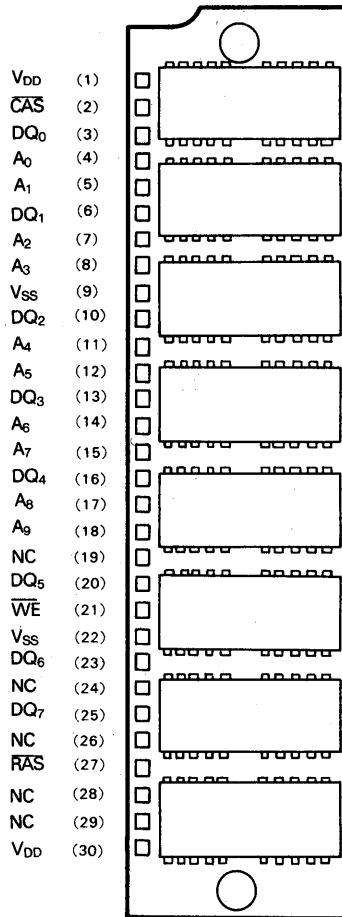 VDD (1)
CAS (2)
DQ0 (3)
A0 (4)
A1 (5)
DQ1 (6)
A2 (7)
A3 (8)
VSS (9)
DQ2 (10)
A4 (11)
A5 (12)
DQ3 (13)
A6 (14)
A7 (15)
DQ4 (16)
A8 (17)
A9 (18)
NC (19)
DQ5 (20)
WE (21)
VSS (22)
DQ6 (23)
NC (24)
DQ7 (25)
NC (26)
RAS (27)
NC (28)
NC (29)
VDD (30)